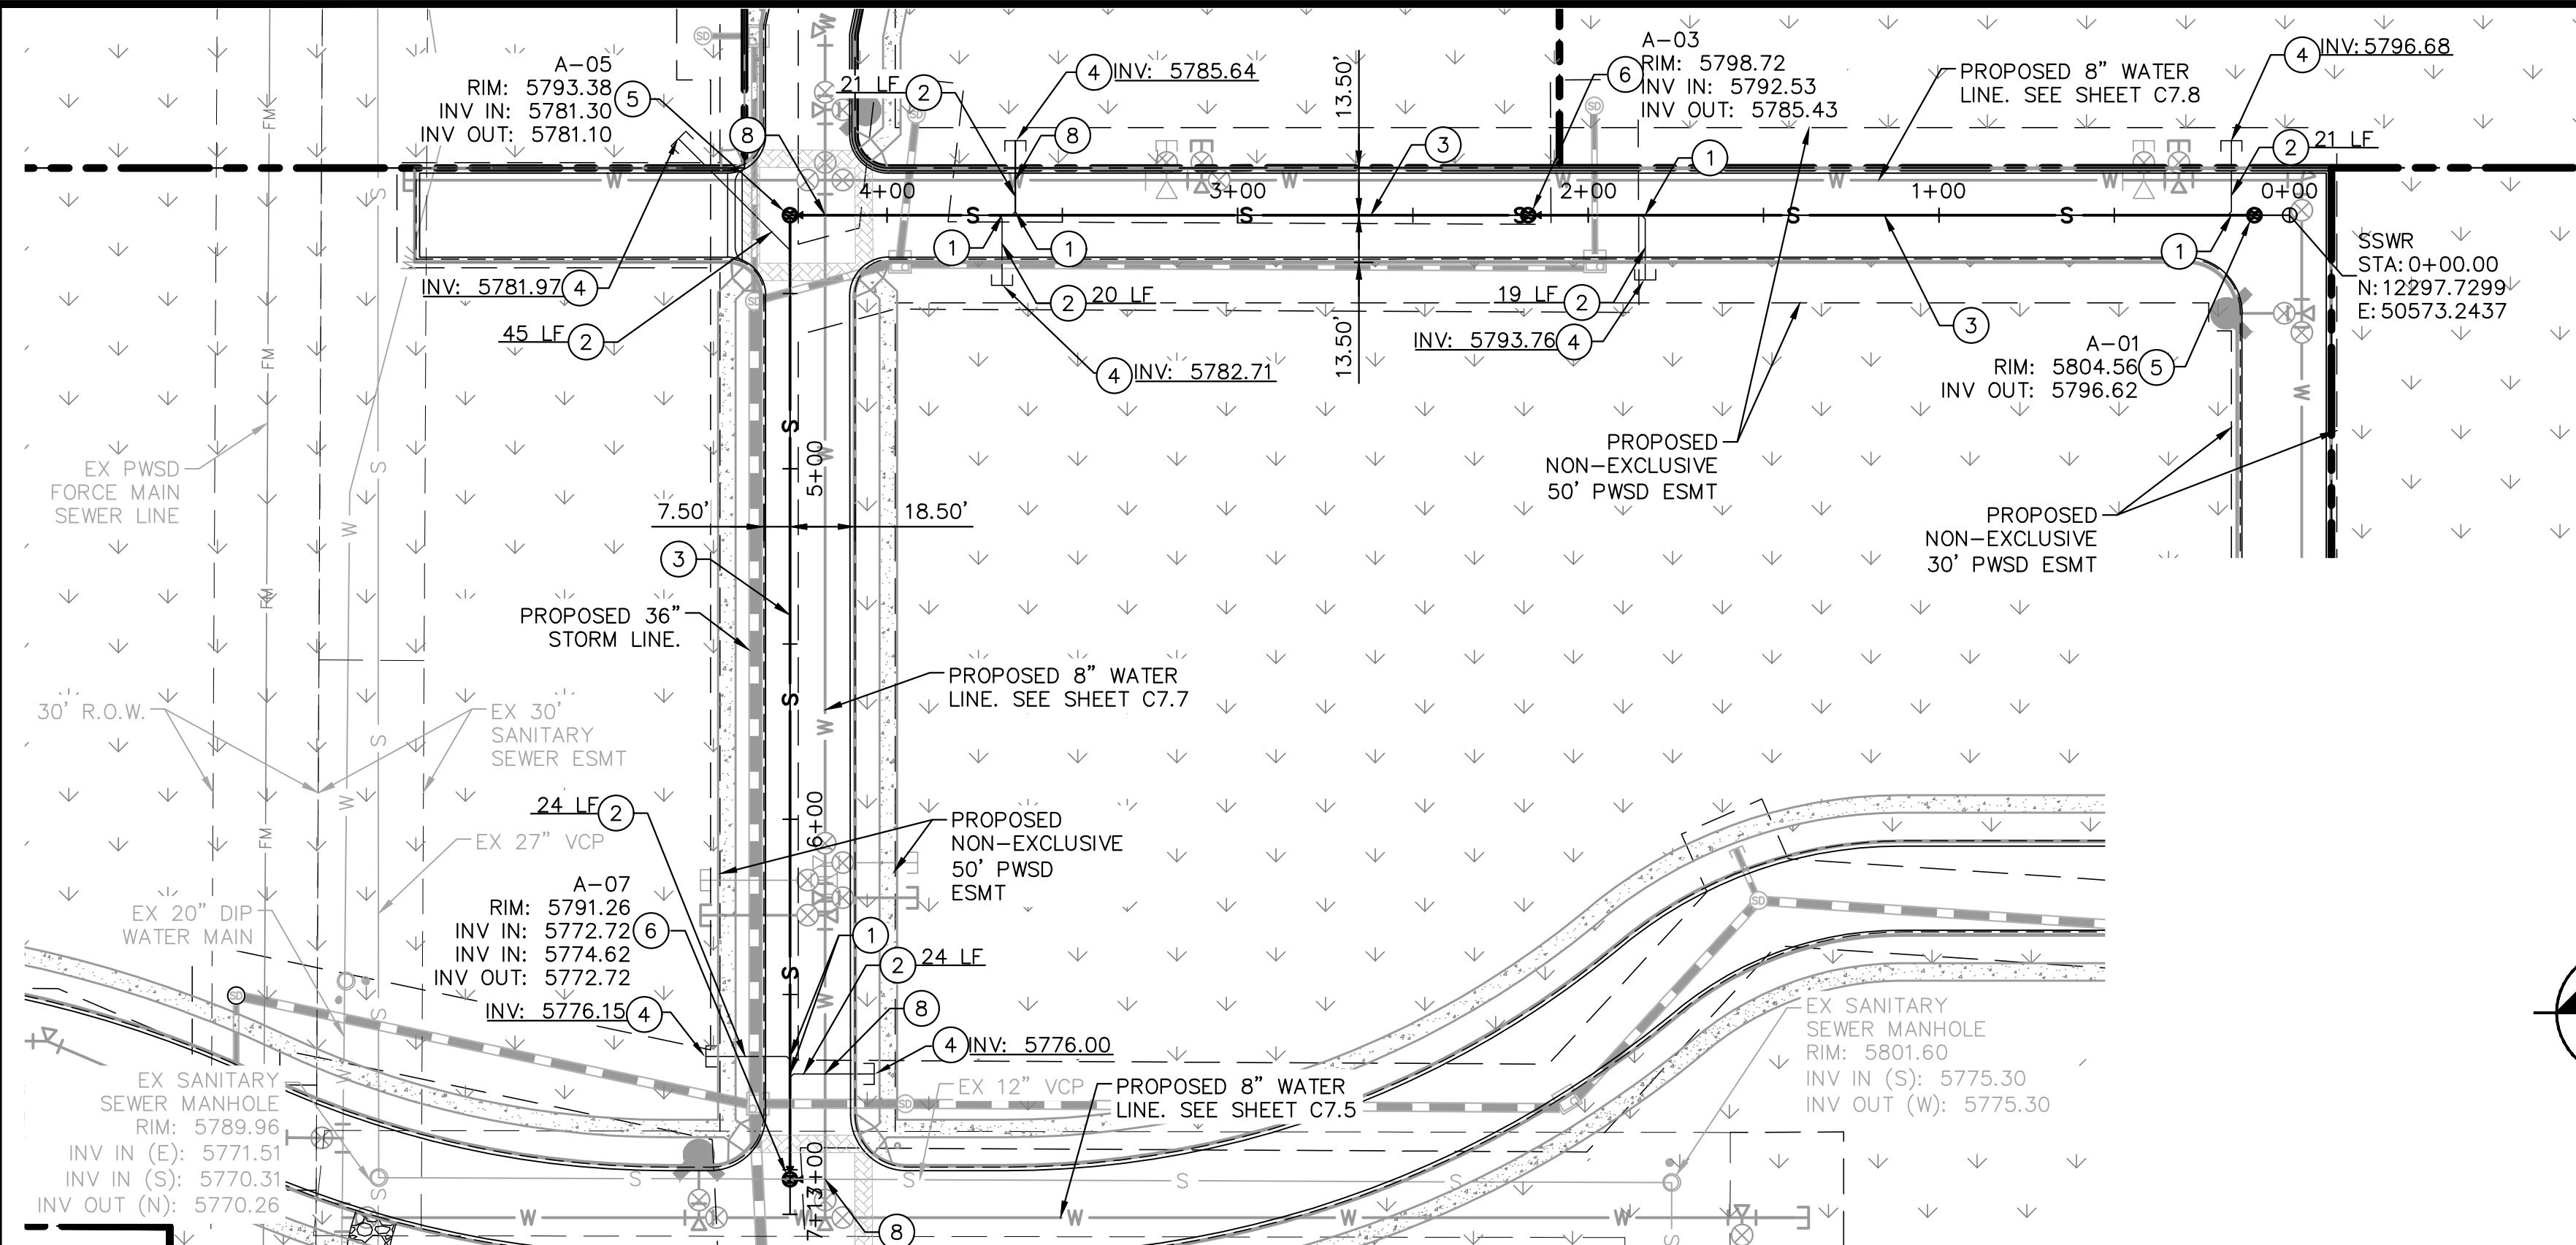 A-05
RIM: 5793.38
INV IN: 5781.30
INV OUT: 5781.10
5
8
21 LF
2
4
INV: 5785.64
8
13.50'
3
6
A-03
RIM: 5798.72
INV IN: 5792.53
INV OUT: 5785.43
1
PROPOSED 8" WATER
LINE. SEE SHEET C7.8
4
INV: 5796.68
2
21 LF
4+00
3+00
2+00
1+00
0+00
W
W
W
W
W
S
S
S
S
S
SSWR
STA: 0+00.00
N: 12297.7299
E: 50573.2437
INV: 5781.97
4
45 LF
2
1
1
2
20 LF
4
INV: 5782.71
13.50'
19 LF
2
INV: 5793.76
4
1
3
A-01
RIM: 5804.56
INV OUT: 5796.62
5
PROPOSED
NON-EXCLUSIVE
50' PWSD ESMT
PROPOSED
NON-EXCLUSIVE
30' PWSD ESMT
EX PWSD
FORCE MAIN
SEWER LINE
FM
FM
FM
FM
S
S
S
S
W
W
5+00
7.50'
18.50'
3
PROPOSED 36"
STORM LINE.
PROPOSED 8" WATER
LINE. SEE SHEET C7.7
30' R.O.W.
EX 30'
SANITARY
SEWER ESMT
24 LF
2
6+00
PROPOSED
NON-EXCLUSIVE
50' PWSD
ESMT
EX 27" VCP
EX 20" DIP
WATER MAIN
A-07
RIM: 5791.26
INV IN: 5772.72
INV IN: 5774.62
INV OUT: 5772.72
6
INV: 5776.15
4
1
2
24 LF
8
4
INV: 5776.00
EX 12" VCP
PROPOSED 8" WATER
LINE. SEE SHEET C7.5
EX SANITARY
SEWER MANHOLE
RIM: 5801.60
INV IN (S): 5775.30
INV OUT (W): 5775.30
EX SANITARY
SEWER MANHOLE
RIM: 5789.96
INV IN (E): 5771.51
INV IN (S): 5770.31
INV OUT (N): 5770.26
SD
SD
SD
SD
SD
S
S
S
S
W
W
W
W
W
8